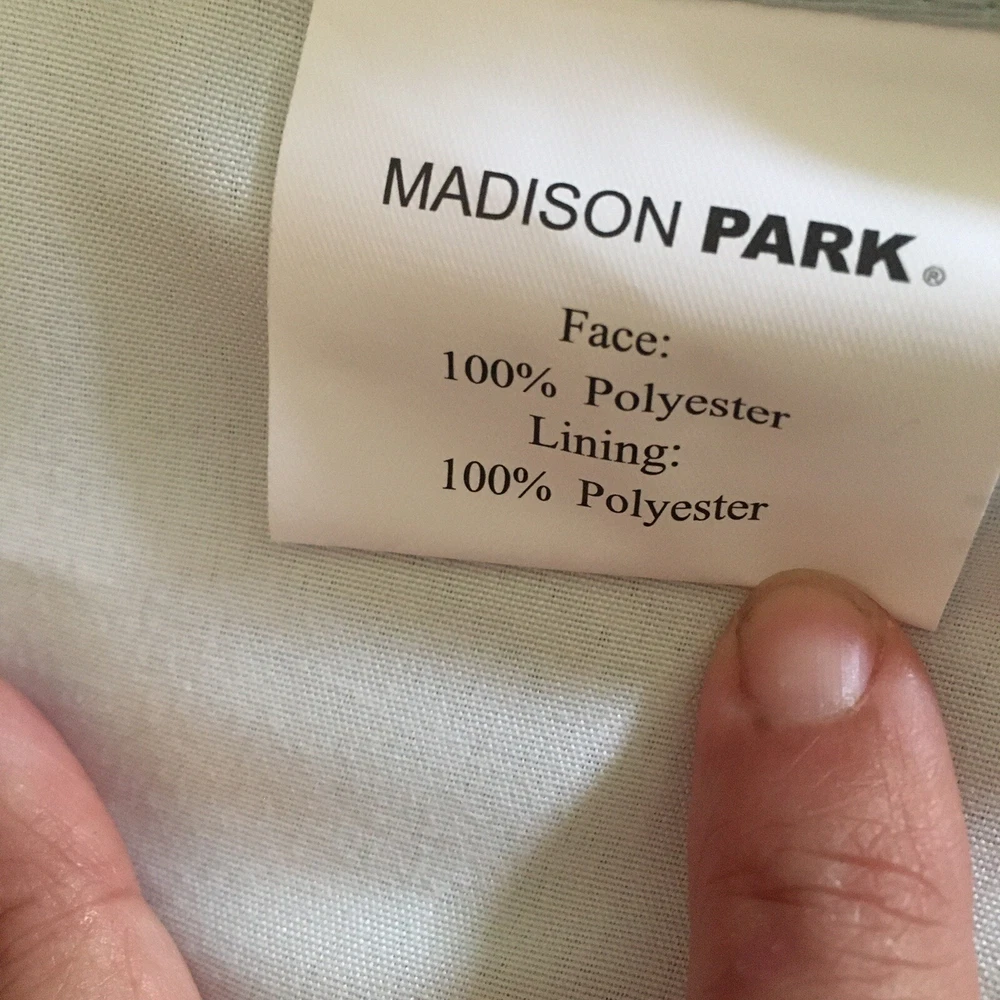 MADISON PARK®
Face:
100% Polyester
Lining:
100% Polyester